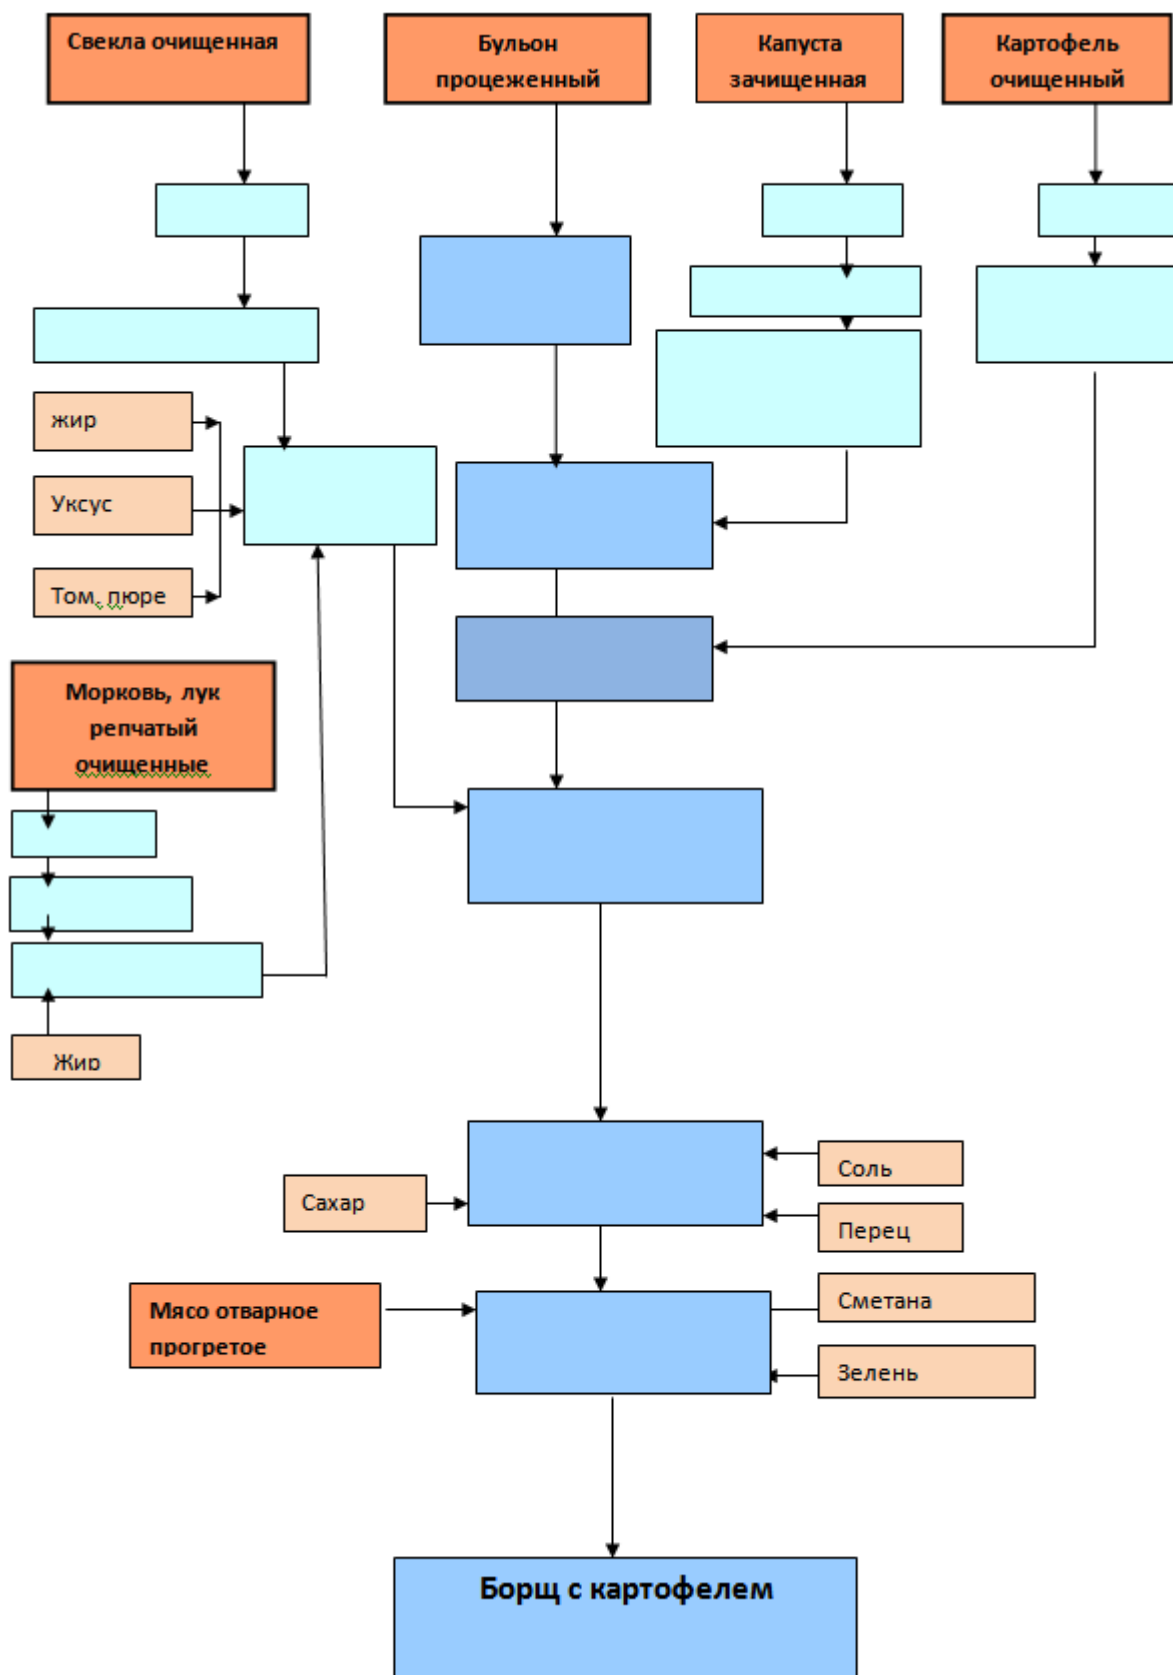 Свекла очищенная
Бульон
процеженный
Капуста
зачищенная
Картофель
очищенный
жир
Уксус
Том. пюре
Морковь, лук
репчатый
очищенные
Жир
Соль
Сахар
Перец
Мясо отварное
прогретое
Сметана
Зелень
Борщ с картофелем